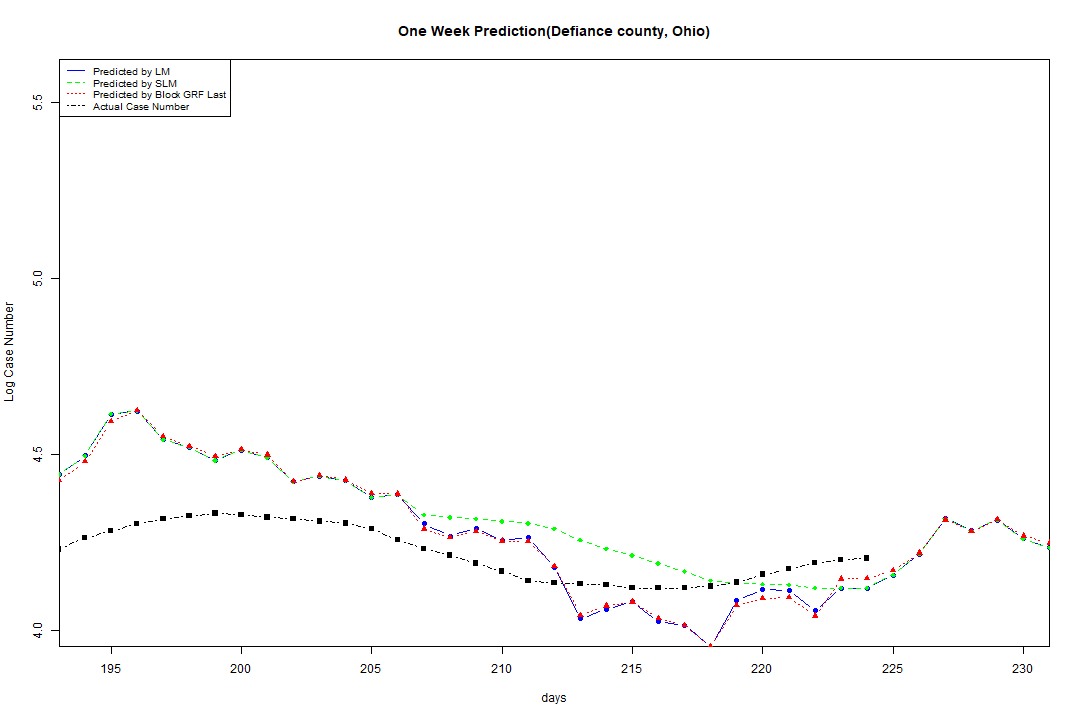 One Week Prediction(Defiance county, Ohio)
Predicted by LM
Predicted by SLM
Predicted by Block GRF Last
Actual Case Number
5.5
5.0
4.5
4.0
Log Case Number
195 200 205 210 215 220 225 230
days